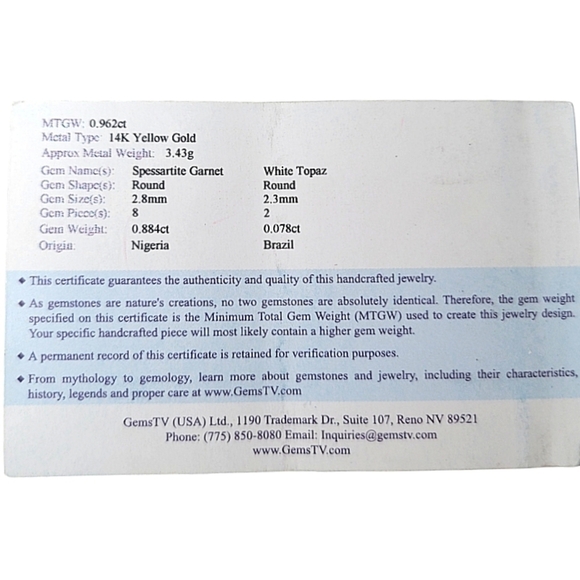 MTGW: 0.962ct
Metal Type 14K Yellow Gold
Approx Metal Weight: 3.43g
Gem Name(s): Spessartite Garnet White Topaz
Gem Shape(s): Round Round
Gem Size(s): 2.8mm 2.3mm
Gem Piece(s): 8 2
Gem Weight: 0.884ct 0.078ct
Origin: Nigeria Brazil
◆ This certificate guarantees the authenticity and quality of this handcrafted jewelry.
◆ As gemstones are nature's creations, no two gemstones are absolutely identical. Therefore, the gem weight
specified on this certificate is the Minimum Total Gem Weight (MTGW) used to create this jewelry design.
Your specific handcrafted piece will most likely contain a higher gem weight.
◆ A permanent record of this certificate is retained for verification purposes.
◆ From mythology to gemology, learn more about gemstones and jewelry, including their characteristics,
history, legends and proper care at www.GemsTV.com
GemsTV (USA) Ltd., 1190 Trademark Dr., Suite 107, Reno NV 89521
Phone: (775) 850-8080 Email: Inquiries@gemstv.com
www.GemsTV.com